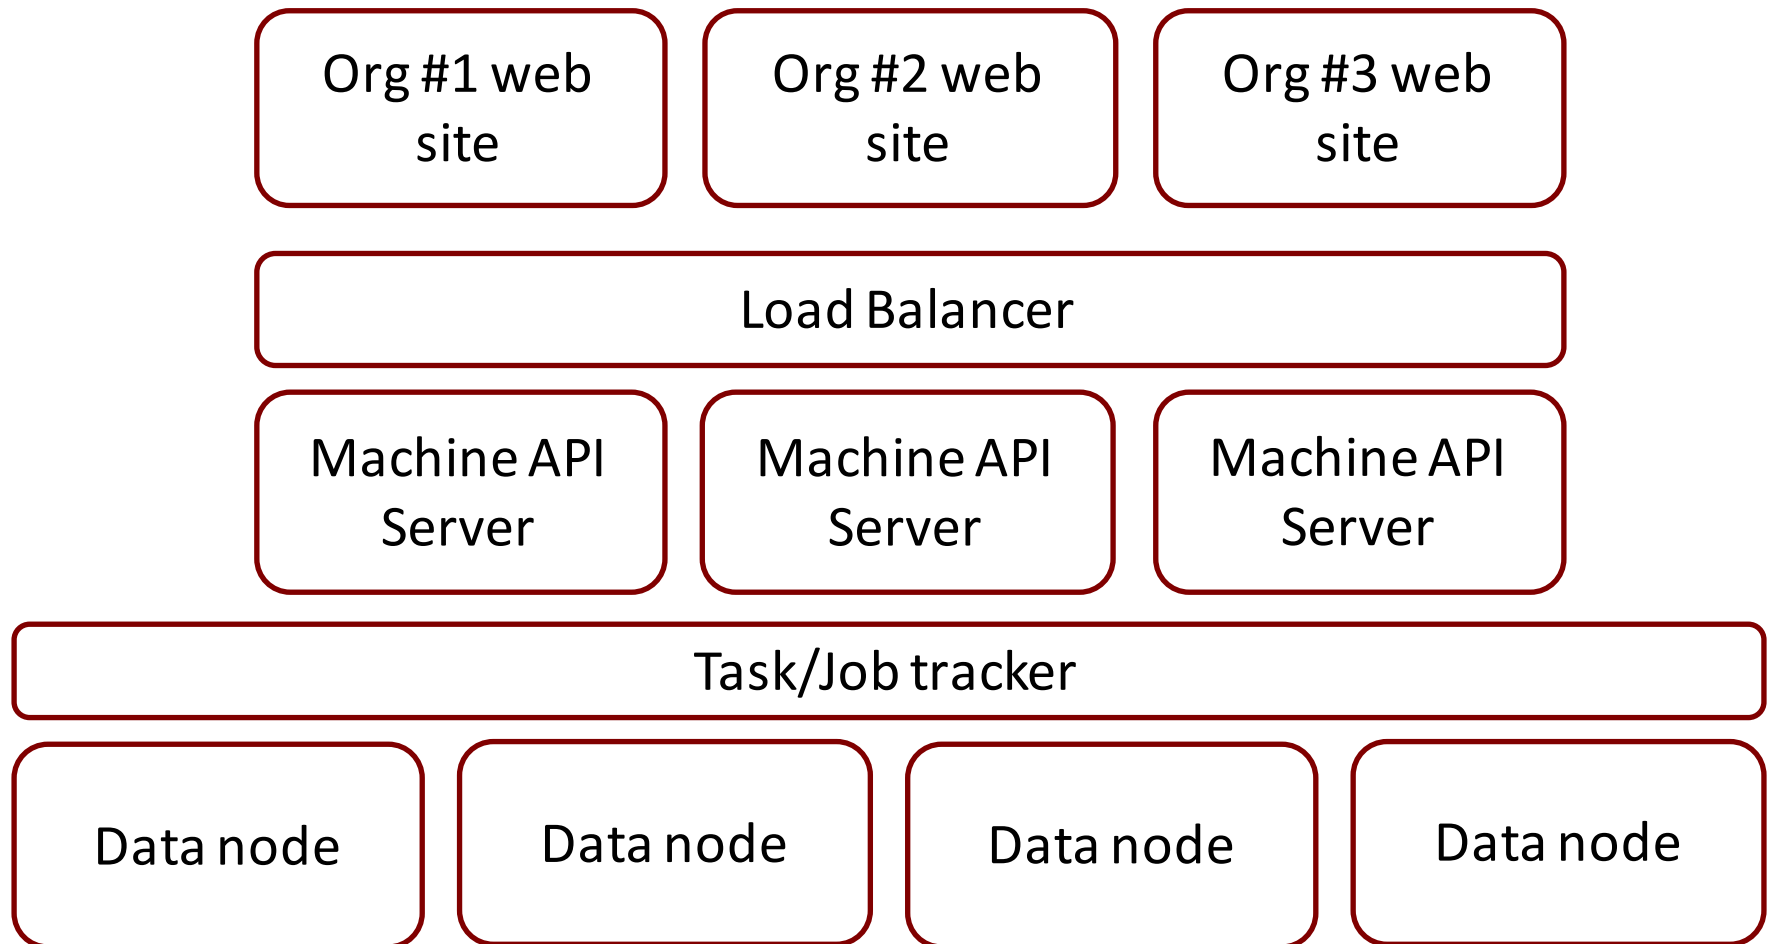 Org #1 web
site
Org #2 web
site
Org #3 web
site
Load Balancer
Machine API
Server
Machine API
Server
Machine API
Server
Task/Job tracker
Data node
Data node
Data node
Data node